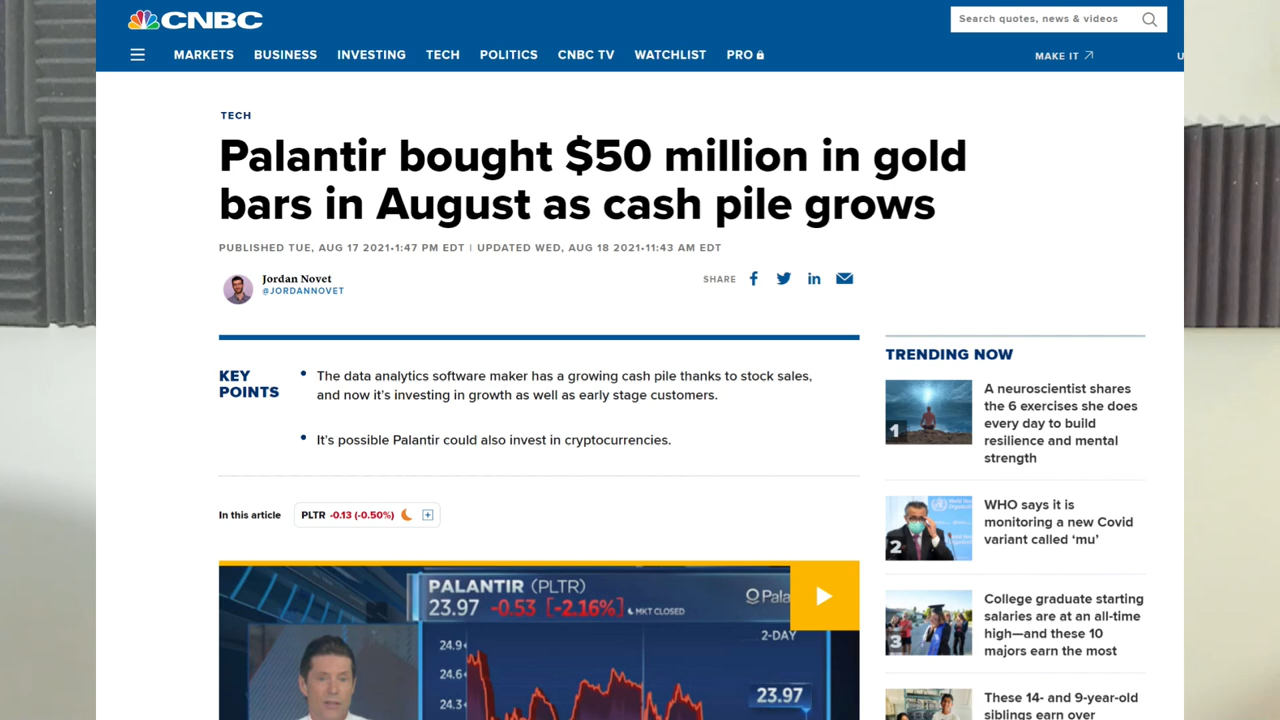 CNBC
Search quotes, news & videos
MARKETS BUSINESS INVESTING TECH POLITICS CNBC TV WATCHLIST PRO
MAKE IT
U
TECH
Palantir bought $50 million in gold
bars in August as cash pile grows
PUBLISHED TUE, AUG 17 2021•1:47 PM EDT | UPDATED WED, AUG 18 2021•11:43 AM EDT
Jordan Novet
@JORDANNOVET
SHARE
KEY
POINTS
• The data analytics software maker has a growing cash pile thanks to stock sales,
and now it's investing in growth as well as early stage customers.
• It's possible Palantir could also invest in cryptocurrencies.
In this article
PLTR -0.13 (-0.50%)
PALANTIR (PLTR)
23.97 -0.53 [-2.16%] MKT CLOSED
Pala
2-DAY
24.9
24.6
24.3
23.97
TRENDING NOW
1
A neuroscientist shares
the 6 exercises she does
every day to build
resilience and mental
strength
2
WHO says it is
monitoring a new Covid
variant called 'mu'
3
College graduate starting
salaries are at an all-time
high—and these 10
majors earn the most
These 14- and 9-year-old
siblings earn over